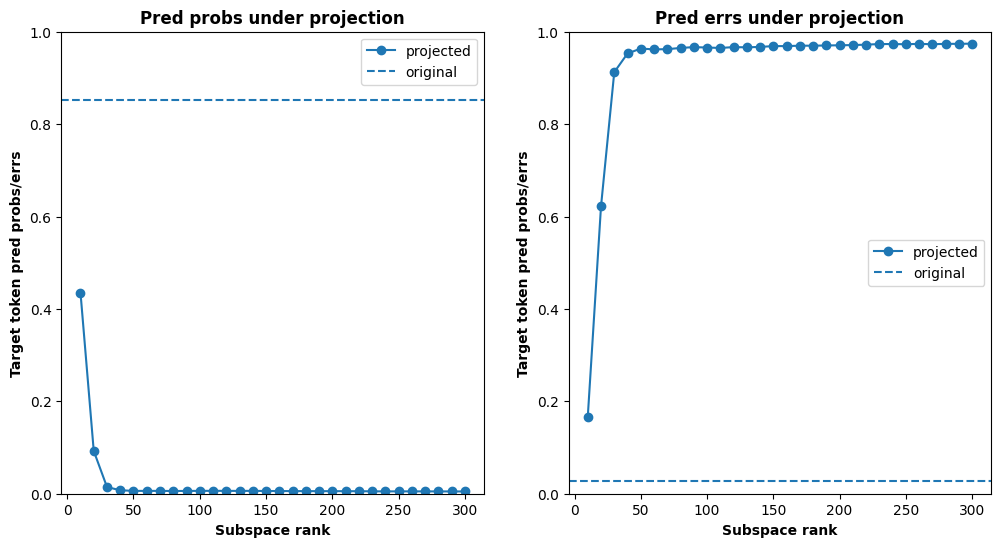 Pred probs under projection
1.0
0.8
0.6
0.4
0.2
0.0
Target token pred probs/errs
0 50 100 150 200 250 300
Subspace rank
projected
original
Pred errs under projection
1.0
0.8
0.6
0.4
0.2
0.0
Target token pred probs/errs
0 50 100 150 200 250 300
Subspace rank
projected
original